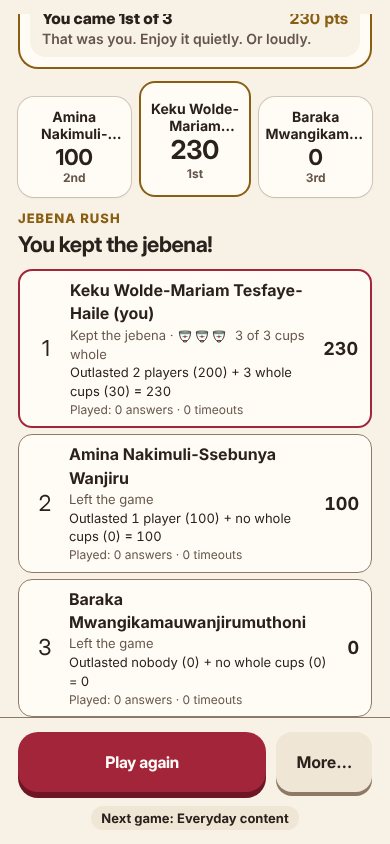 You came 1st of 3 230 pts
That was you. Enjoy it quietly. Or loudly.
Amina
Nakimuli-...
100
2nd
Keku Wolde-
Mariam...
230
1st
Baraka
Mwangikam...
0
3rd
JEBENA RUSH
You kept the jebena!
1
Keku Wolde-Mariam Tesfaye-
Haile (you)
Kept the jebena · 3 of 3 cups
whole
Outlasted 2 players (200) + 3 whole
cups (30) = 230
Played: 0 answers · 0 timeouts
230
2
Amina Nakimuli-Ssebunya
Wanjiru
Left the game
Outlasted 1 player (100) + no whole
cups (0) = 100
Played: 0 answers · 0 timeouts
100
3
Baraka
Mwangikamauwanjirumuthoni
Left the game
Outlasted nobody (0) + no whole cups (0)
= 0
Played: 0 answers · 0 timeouts
0
Play again
More...
Next game: Everyday content